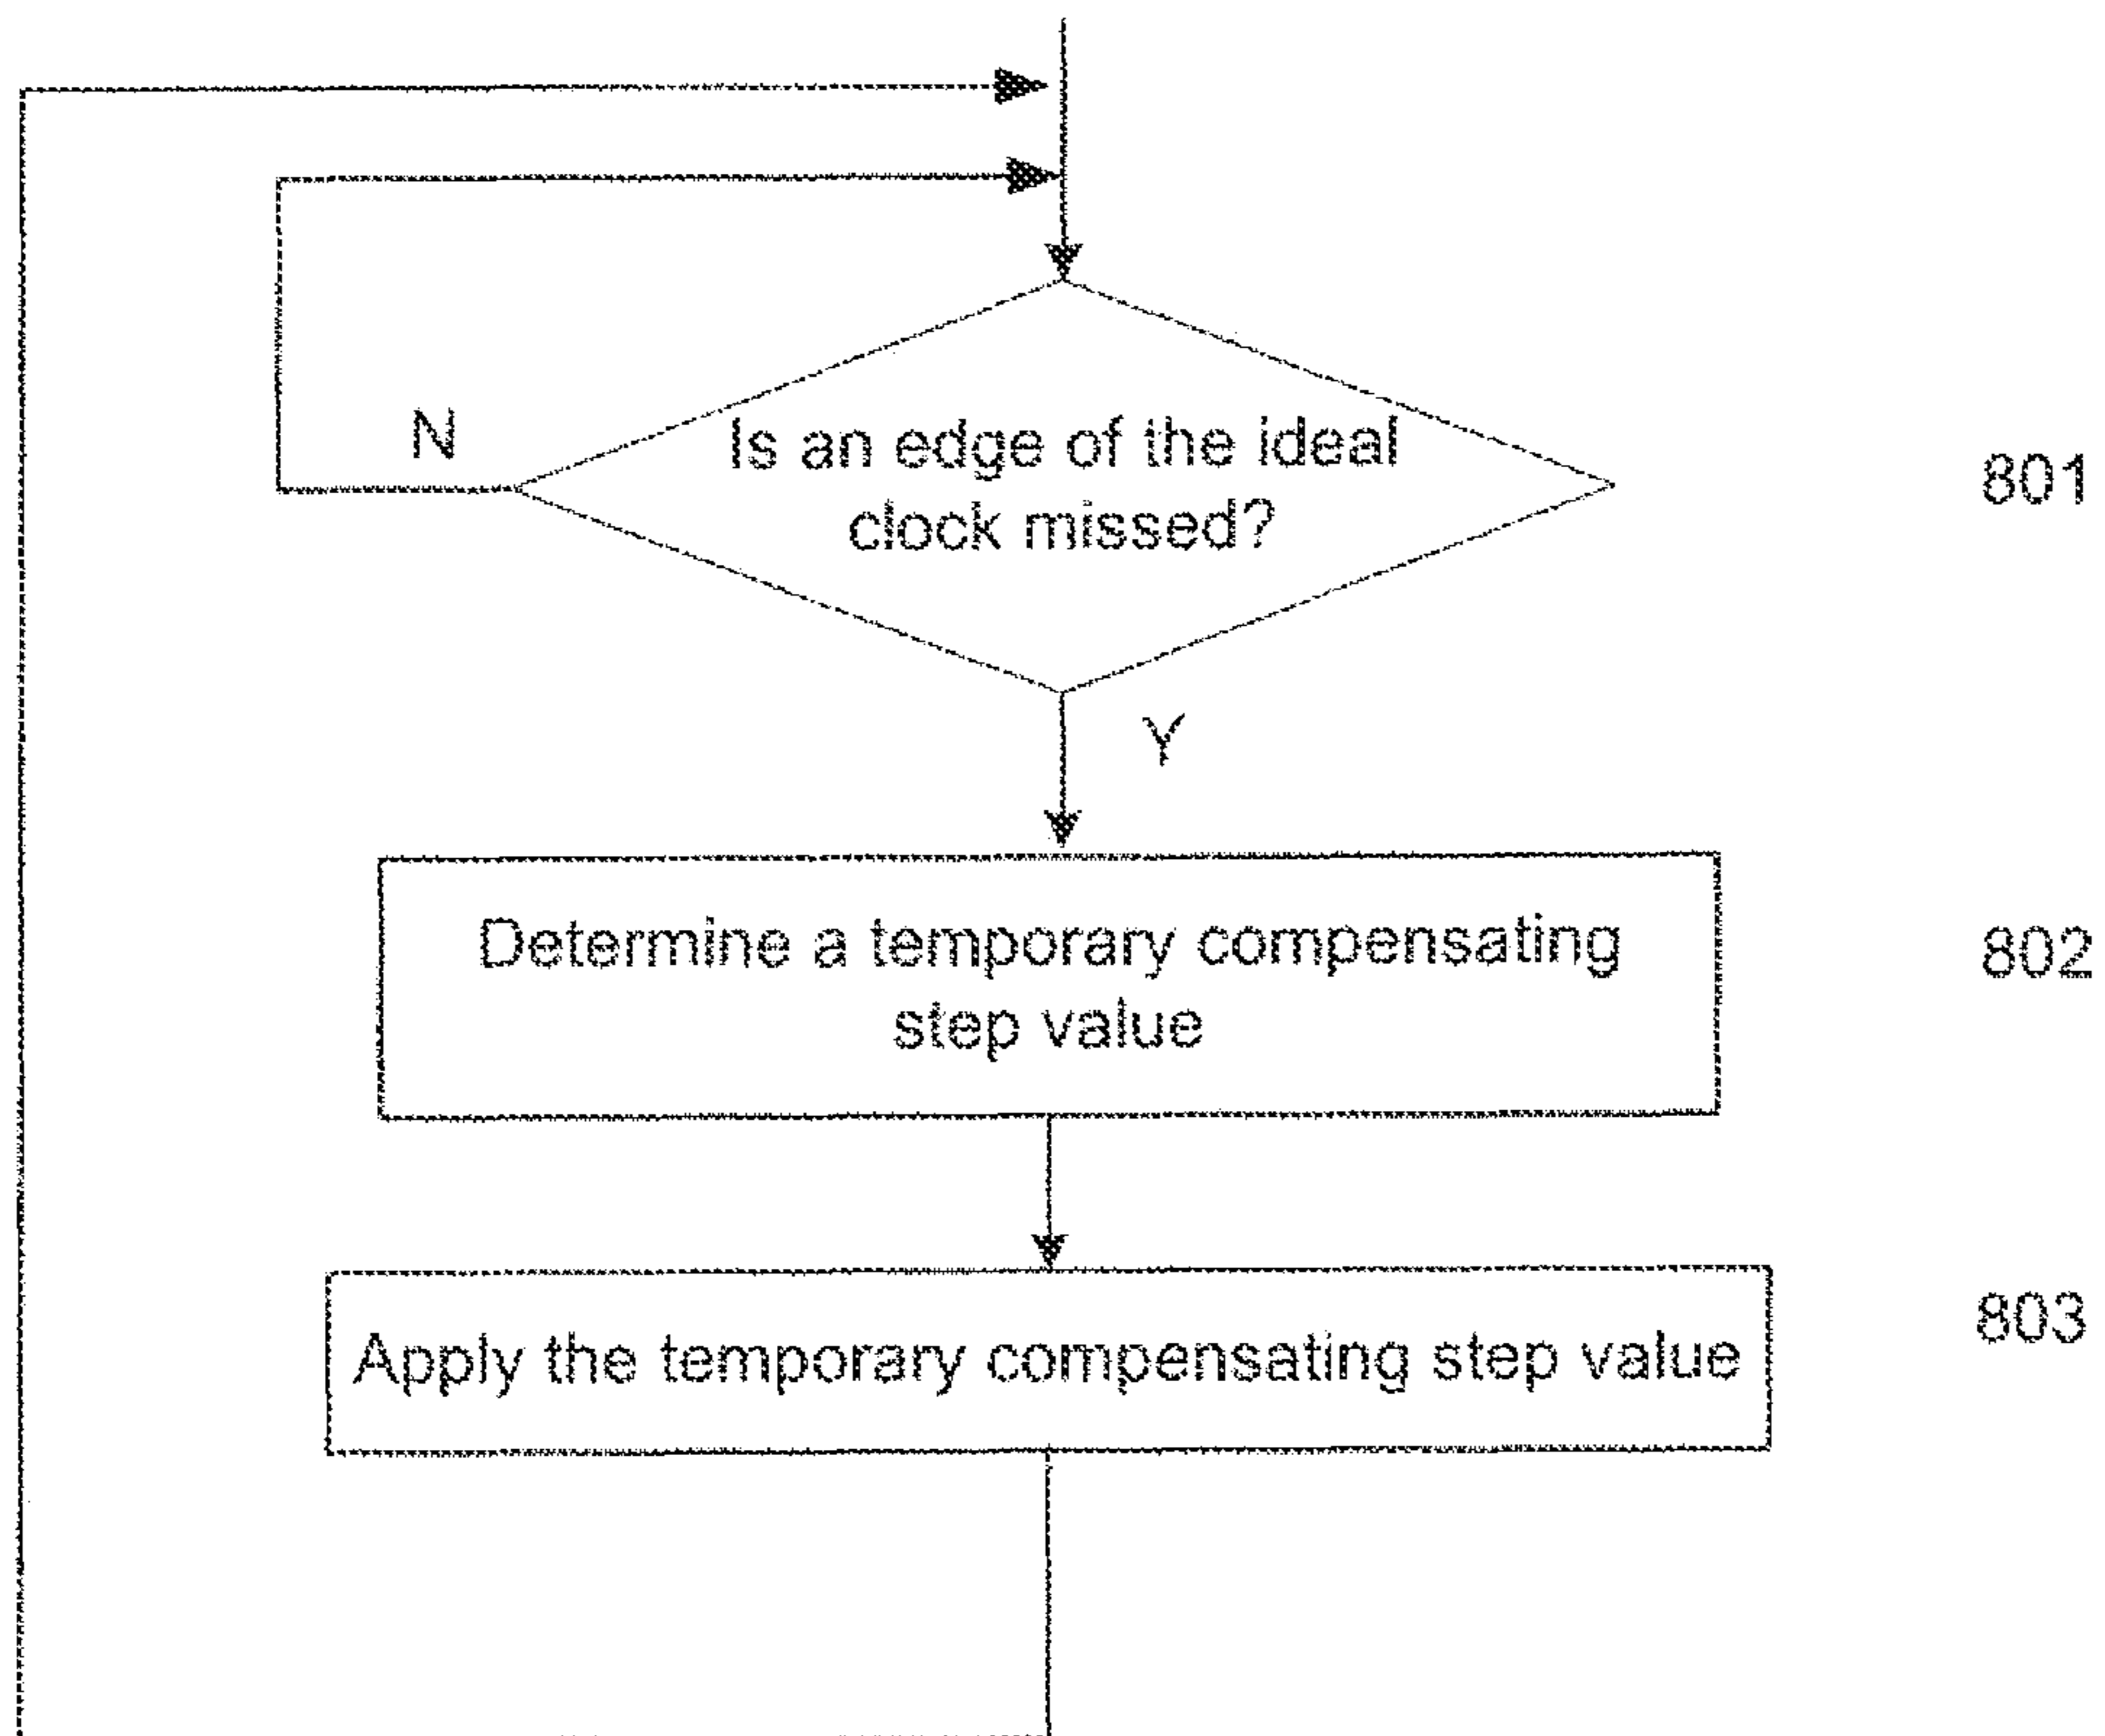 N
Is an edge of the ideal
clock missed?
801
Y
Determine a temporary compensating
step value
802
Apply the temporary compensating step value
803